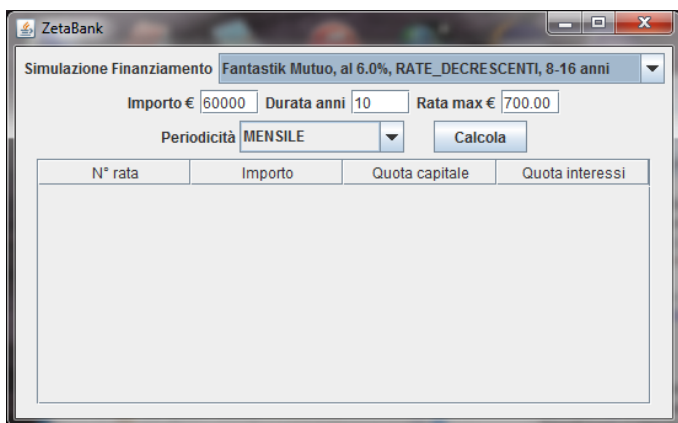 ZetaBank
Simulazione Finanziamento Fantastik Mutuo, al 6.0%, RATE_DECRESCENTI, 8-16 anni
Importo € 60000 Durata anni 10 Rata max € 700.00
Periodicità MENSILE Calcola
N° rata Importo Quota capitale Quota interessi